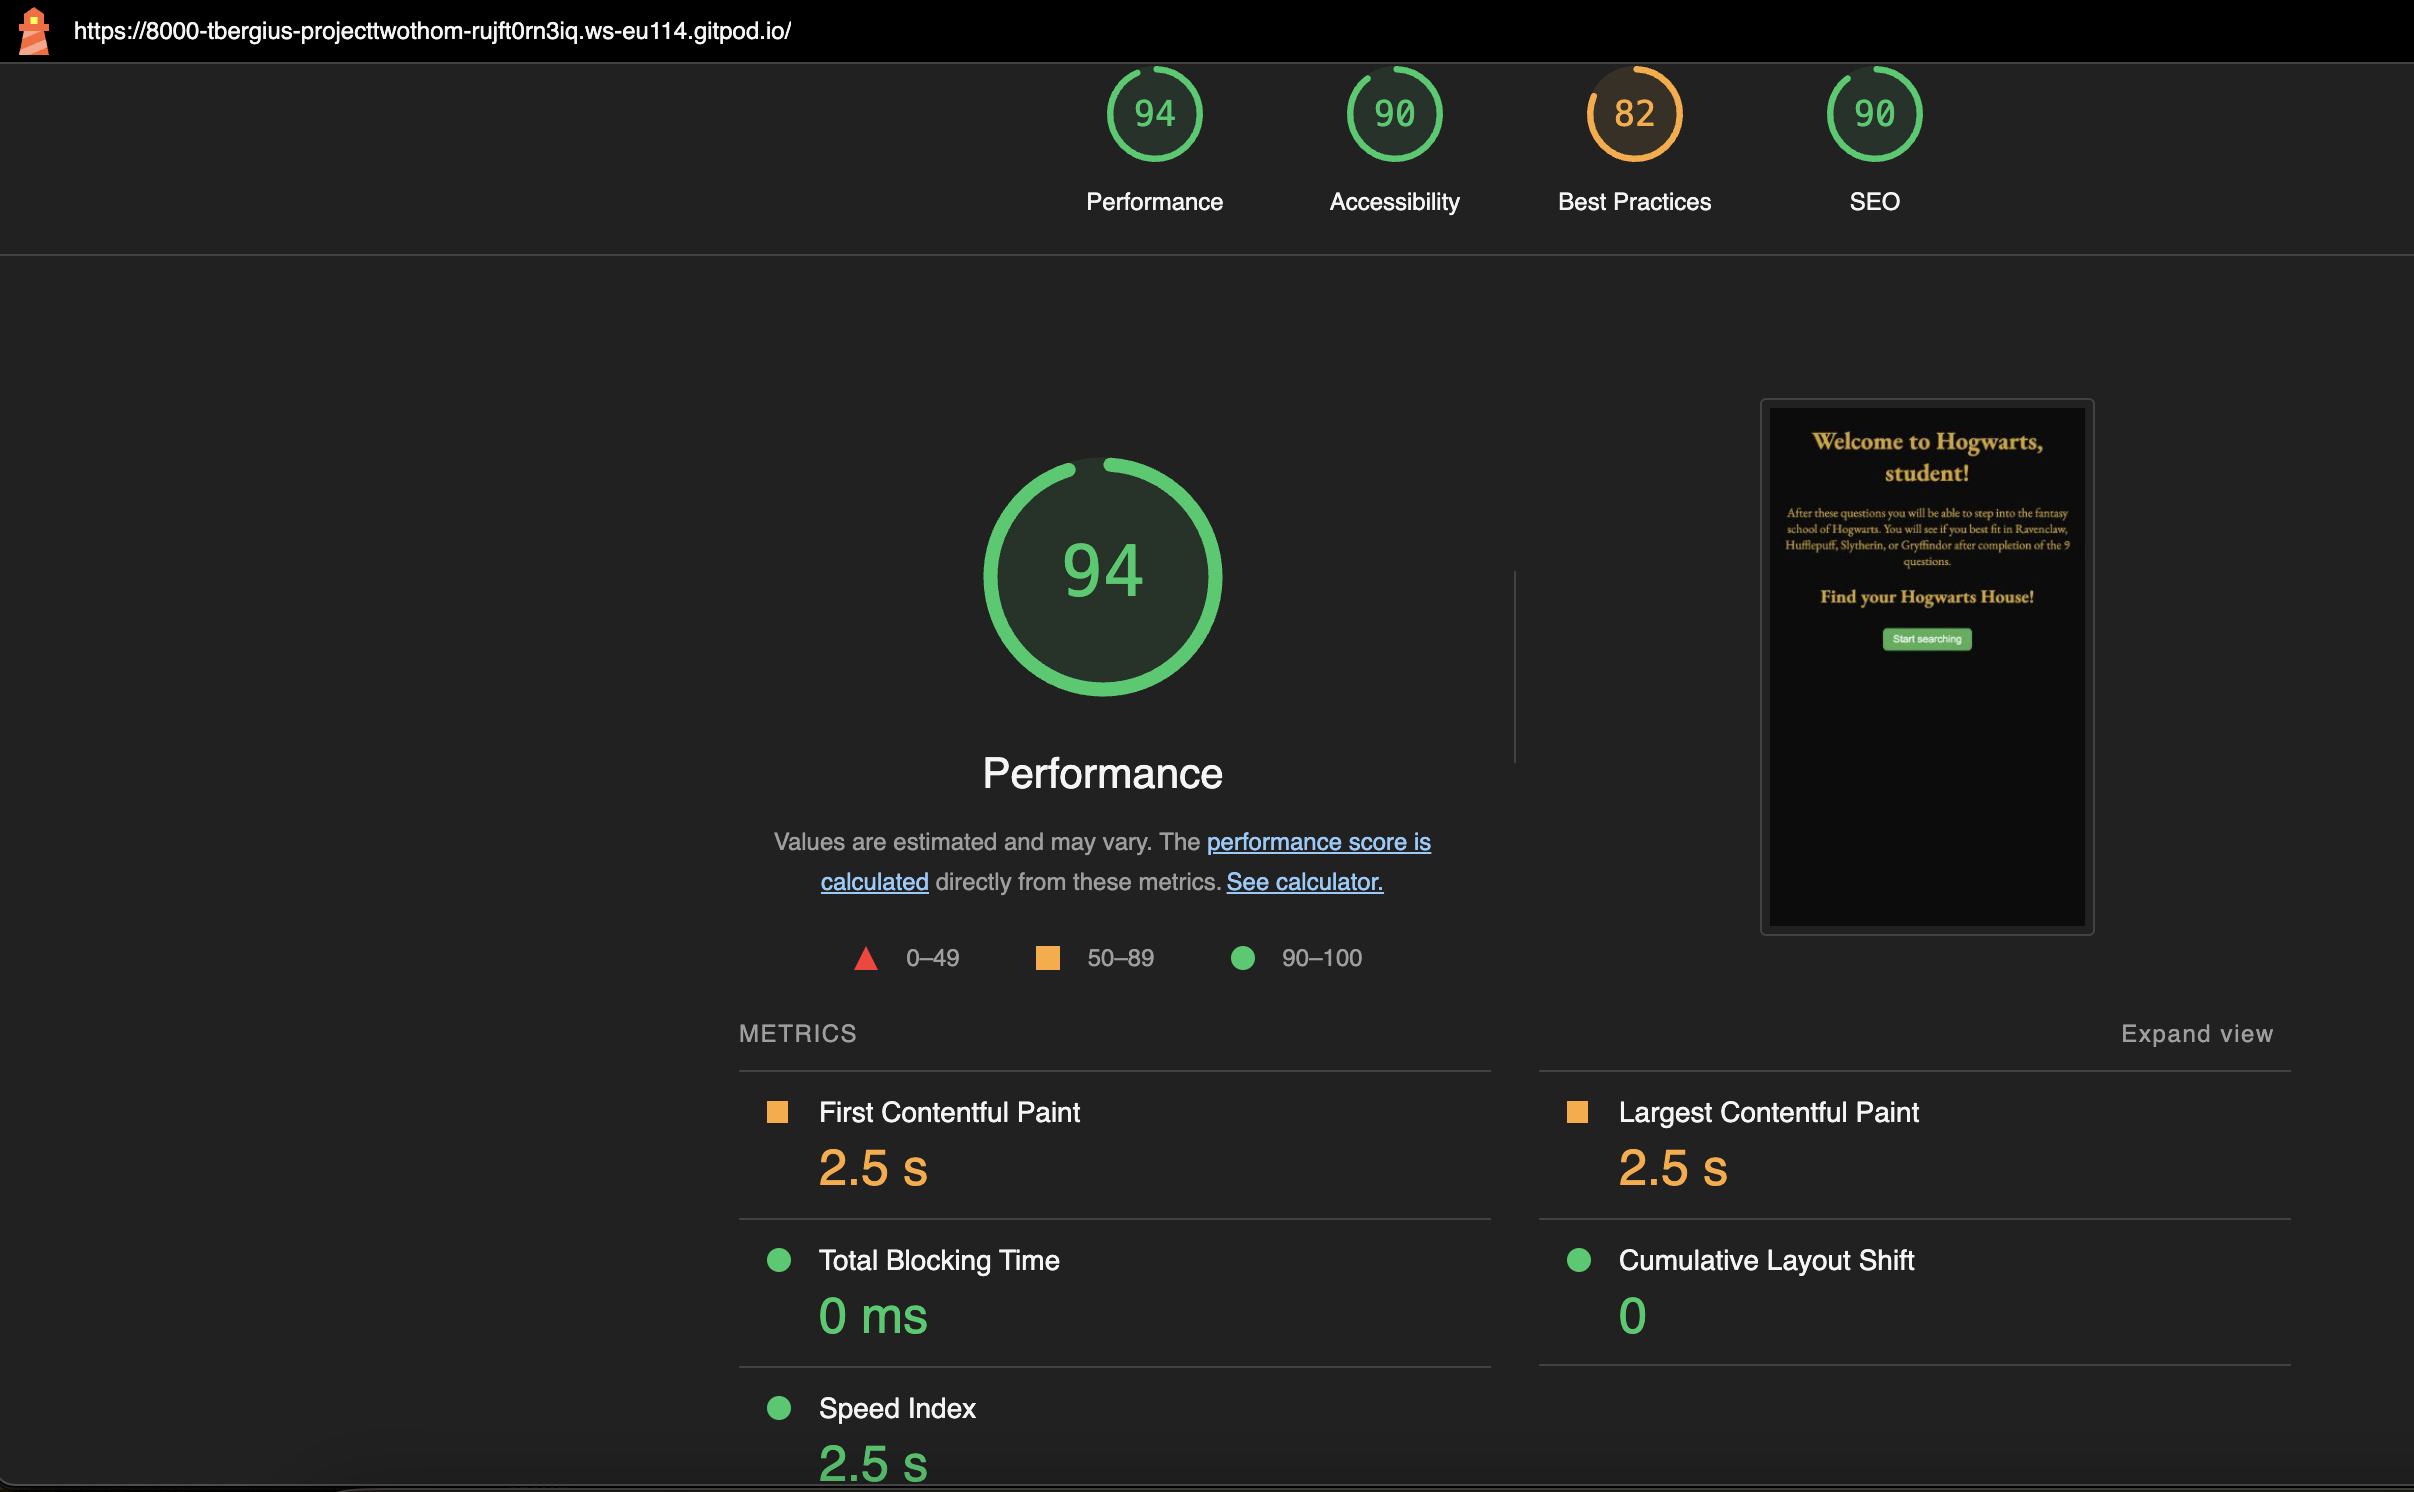 https://8000-tbergius-projecttwothom-rujft0rn3iq.ws-eu114.gitpod.io/
94
90
82
90
Performance
Accessibility
Best Practices
SEO
94
Performance
Values are estimated and may vary. The performance score is
calculated directly from these metrics. See calculator.
0–49
50–89
90–100
Welcome to Hogwarts,
student!
After these questions you will be able to step into the fantasy
school of Hogwarts. You will see if you best fit in Ravenclaw,
Hufflepuff, Slytherin, or Gryffindor after completion of the 9
questions.
Find your Hogwarts House!
Start searching
METRICS
Expand view
First Contentful Paint
2.5 s
Largest Contentful Paint
2.5 s
Total Blocking Time
0 ms
Cumulative Layout Shift
0
Speed Index
2.5 s